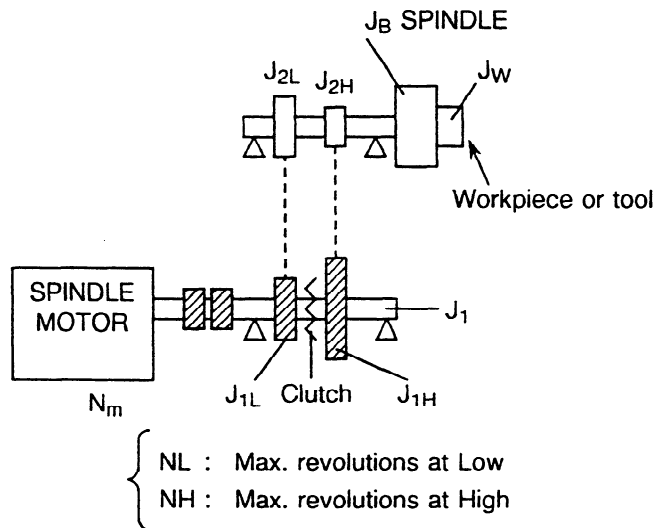 J_B SPINDLE
J_2L
J_2H
J_W
Workpiece or tool
SPINDLE
MOTOR
J_1
N_m
J_1L
Clutch
J_1H
NL : Max. revolutions at Low
NH : Max. revolutions at High